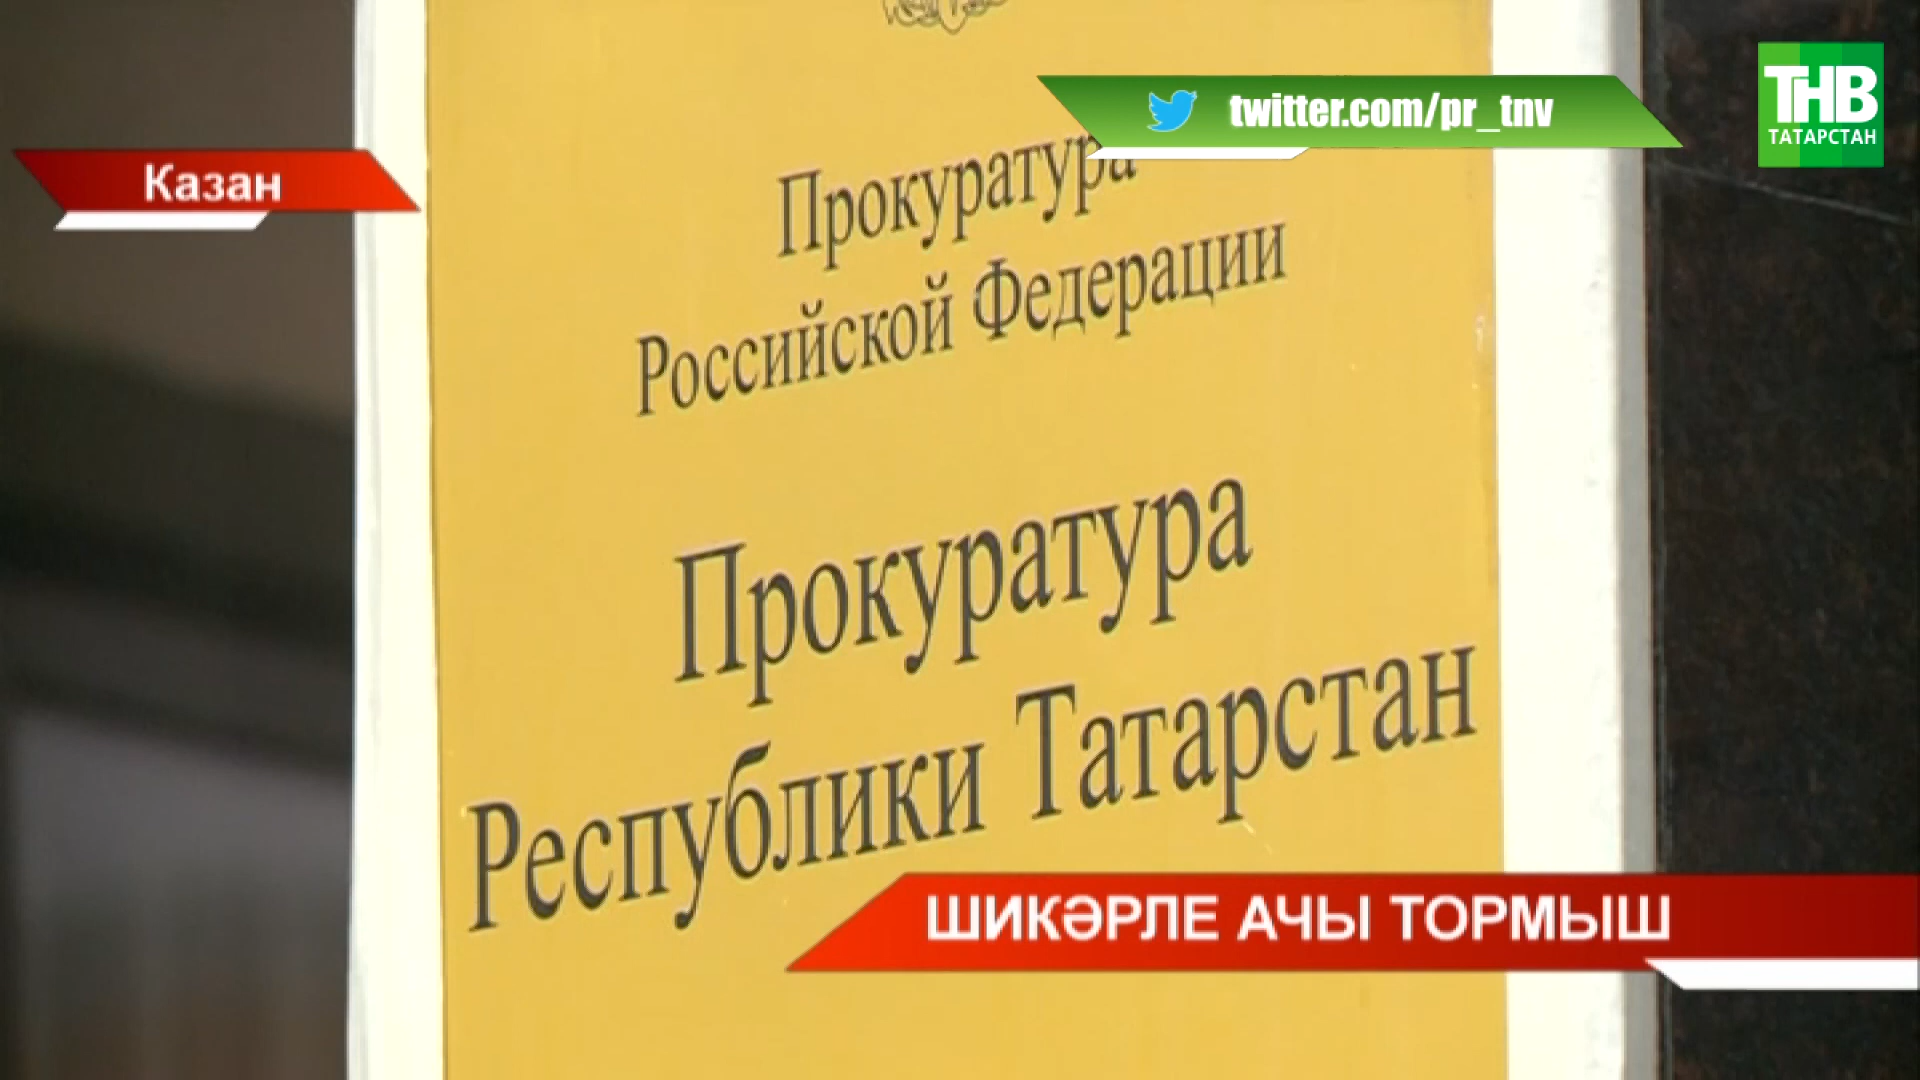 twitter.com/pr_tnv
ТНВ
ТАТАРСТАН
Казан
Прокуратура
Российской Федерации
Прокуратура
Республики Татарстан
ШИКӘРЛЕ АЧЫ ТОРМЫШ